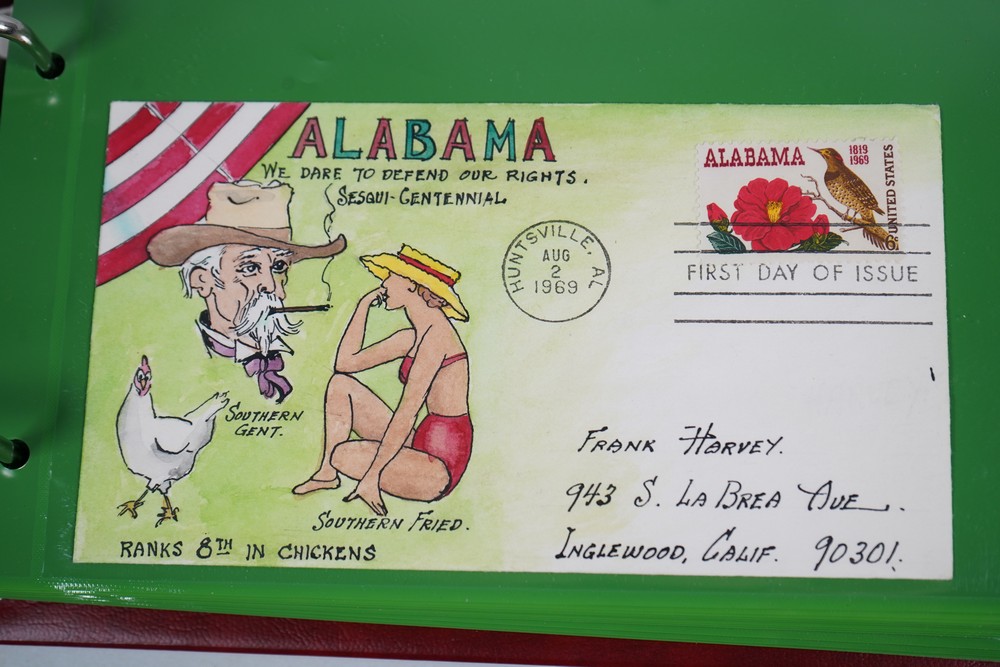 ALABAMA
WE DARE TO DEFEND OUR RIGHTS.
SESQUI-CENTENNIAL
SOUTHERN
GENT.
SOUTHERN FRIED.
RANKS 8TH IN CHICKENS
HUNTSVILLE, AL
AUG
2
1969
ALABAMA
1819
1969
UNITED STATES
6c
FIRST DAY OF ISSUE
FRANK HARVEY.
943 S. LA BREA AVE.
INGLEWOOD, CALIF. 90301.